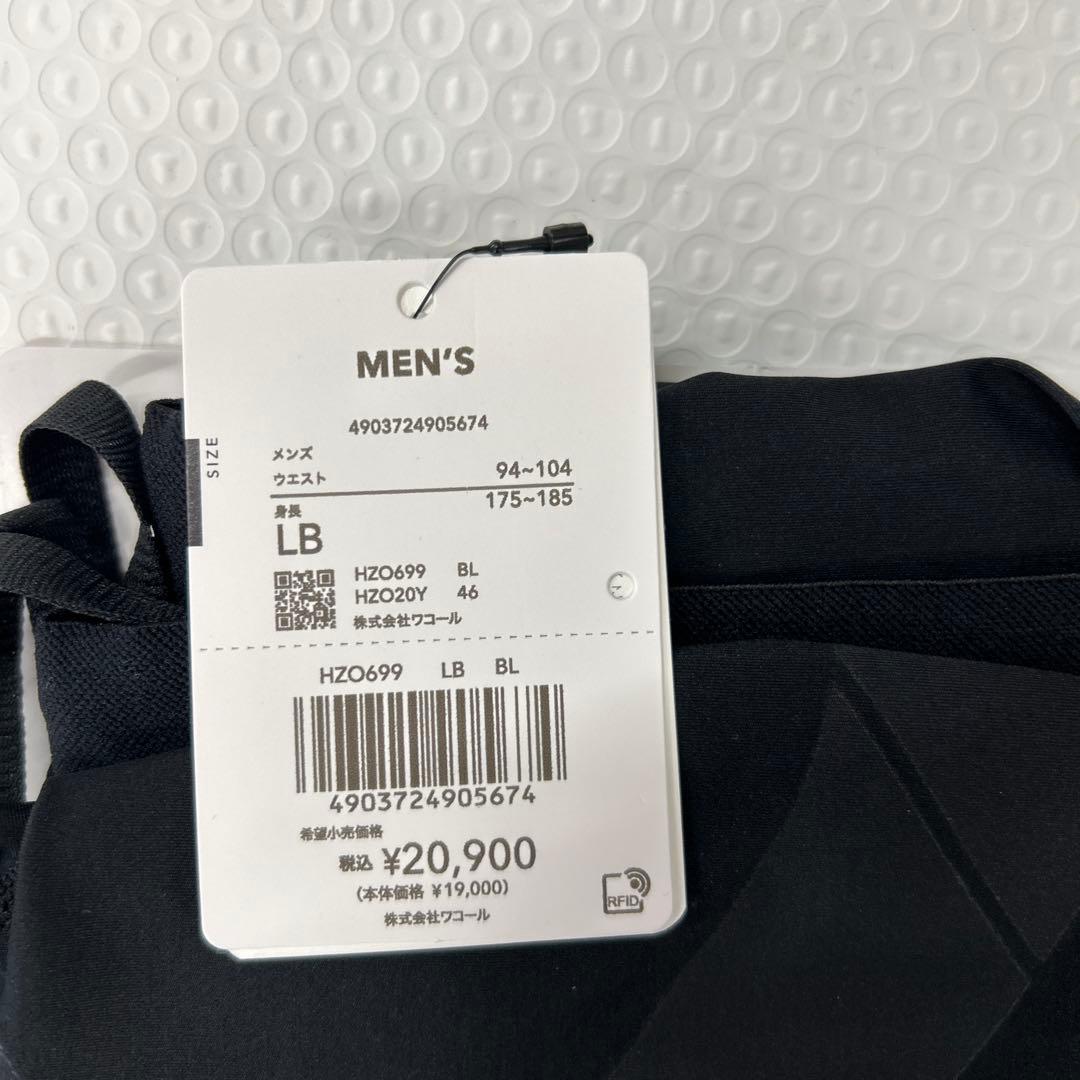 MEN'S
4903724905674
SIZE
メンズ
ウエスト 94~104
身長 175~185
LB
HZO699 BL
HZO20Y 46
株式会社ワコール
HZO699 LB BL
4903724905674
希望小売価格
税込 ¥20,900
(本体価格 ¥19,000)
株式会社ワコール
RFID